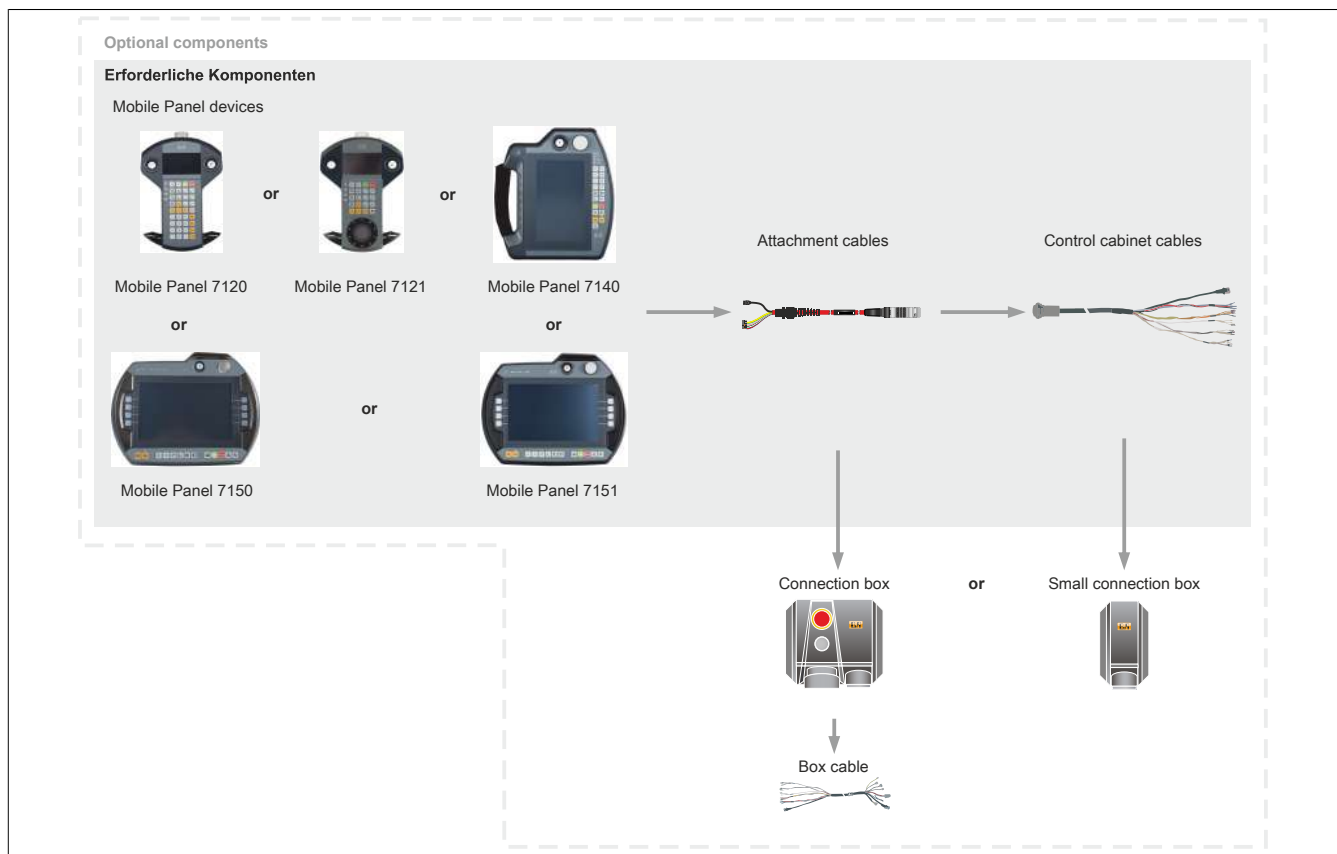 Optional components
Erforderliche Komponenten
Mobile Panel devices
or
or
Mobile Panel 7120
Mobile Panel 7121
Mobile Panel 7140
or
or
or
Mobile Panel 7150
Mobile Panel 7151
Attachment cables
Control cabinet cables
Connection box
or
Small connection box
Box cable